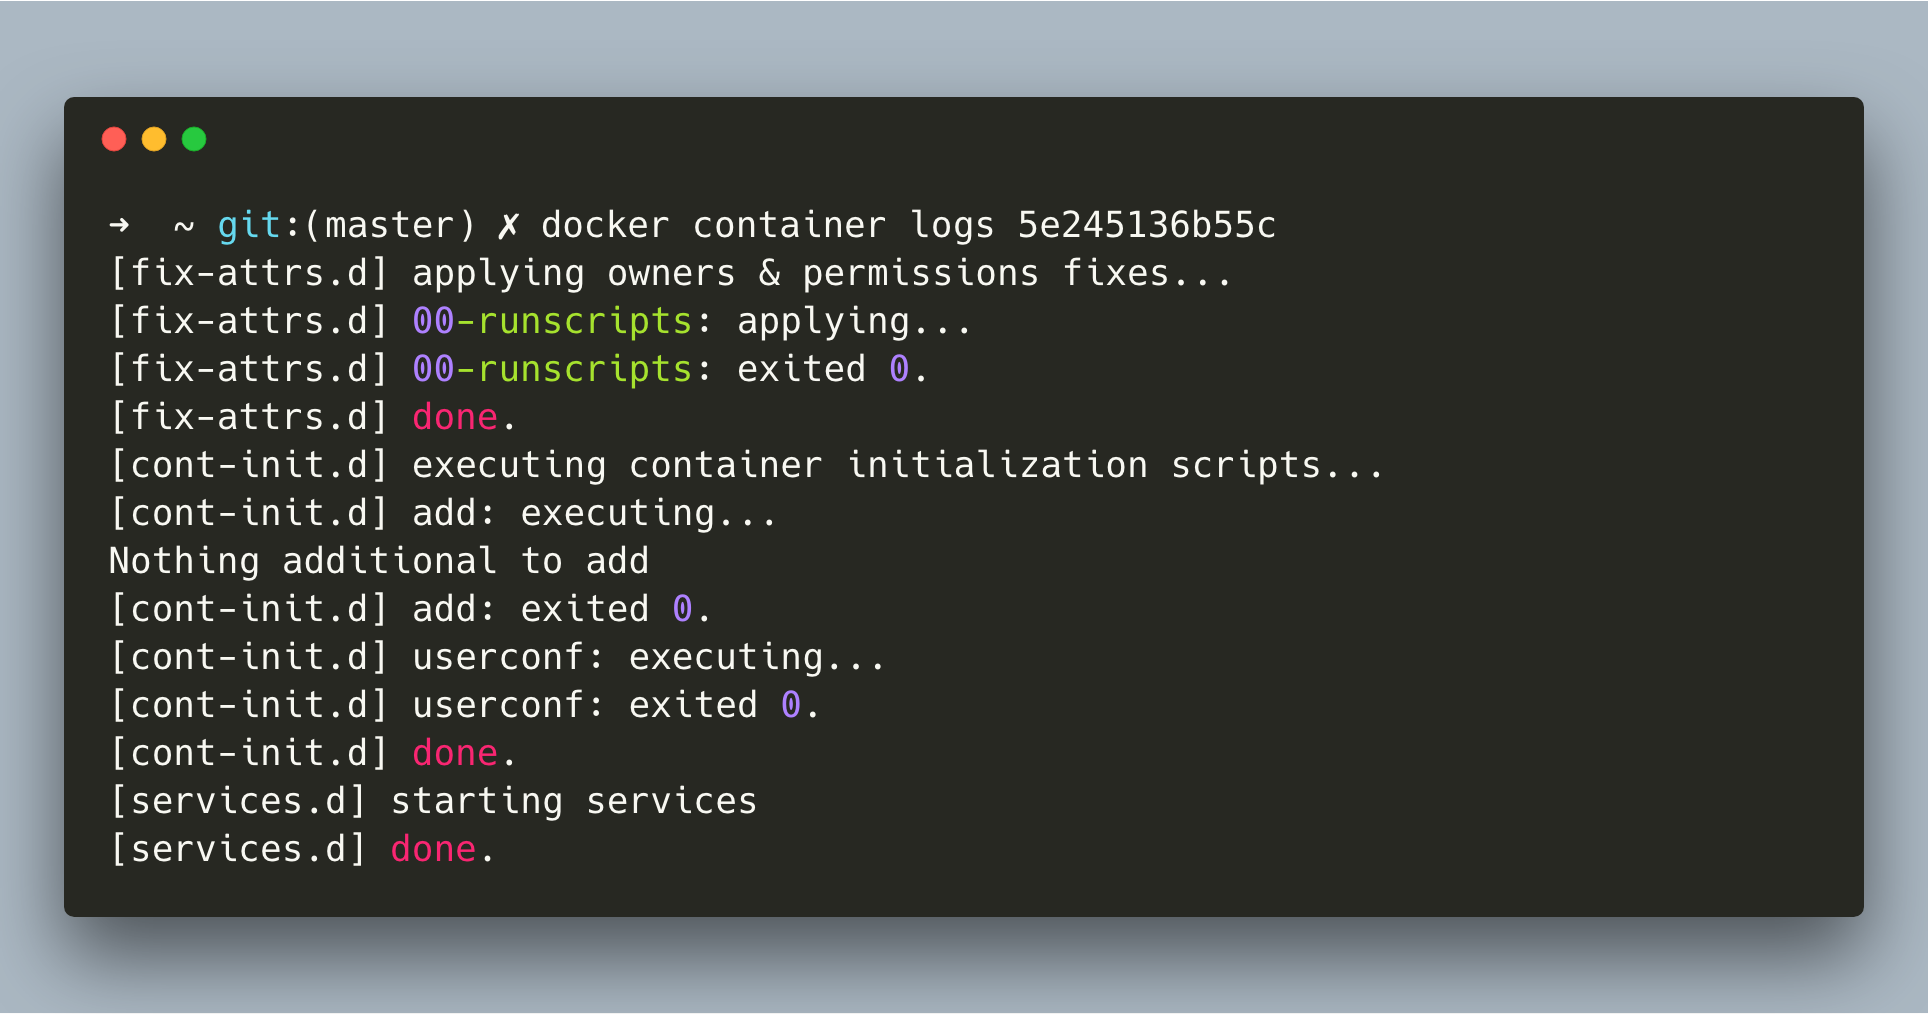 ➜  ~ git:(master) ✗ docker container logs 5e245136b55c
[fix-attrs.d] applying owners & permissions fixes...
[fix-attrs.d] 00-runscripts: applying...
[fix-attrs.d] 00-runscripts: exited 0.
[fix-attrs.d] done.
[cont-init.d] executing container initialization scripts...
[cont-init.d] add: executing...
Nothing additional to add
[cont-init.d] add: exited 0.
[cont-init.d] userconf: executing...
[cont-init.d] userconf: exited 0.
[cont-init.d] done.
[services.d] starting services
[services.d] done.